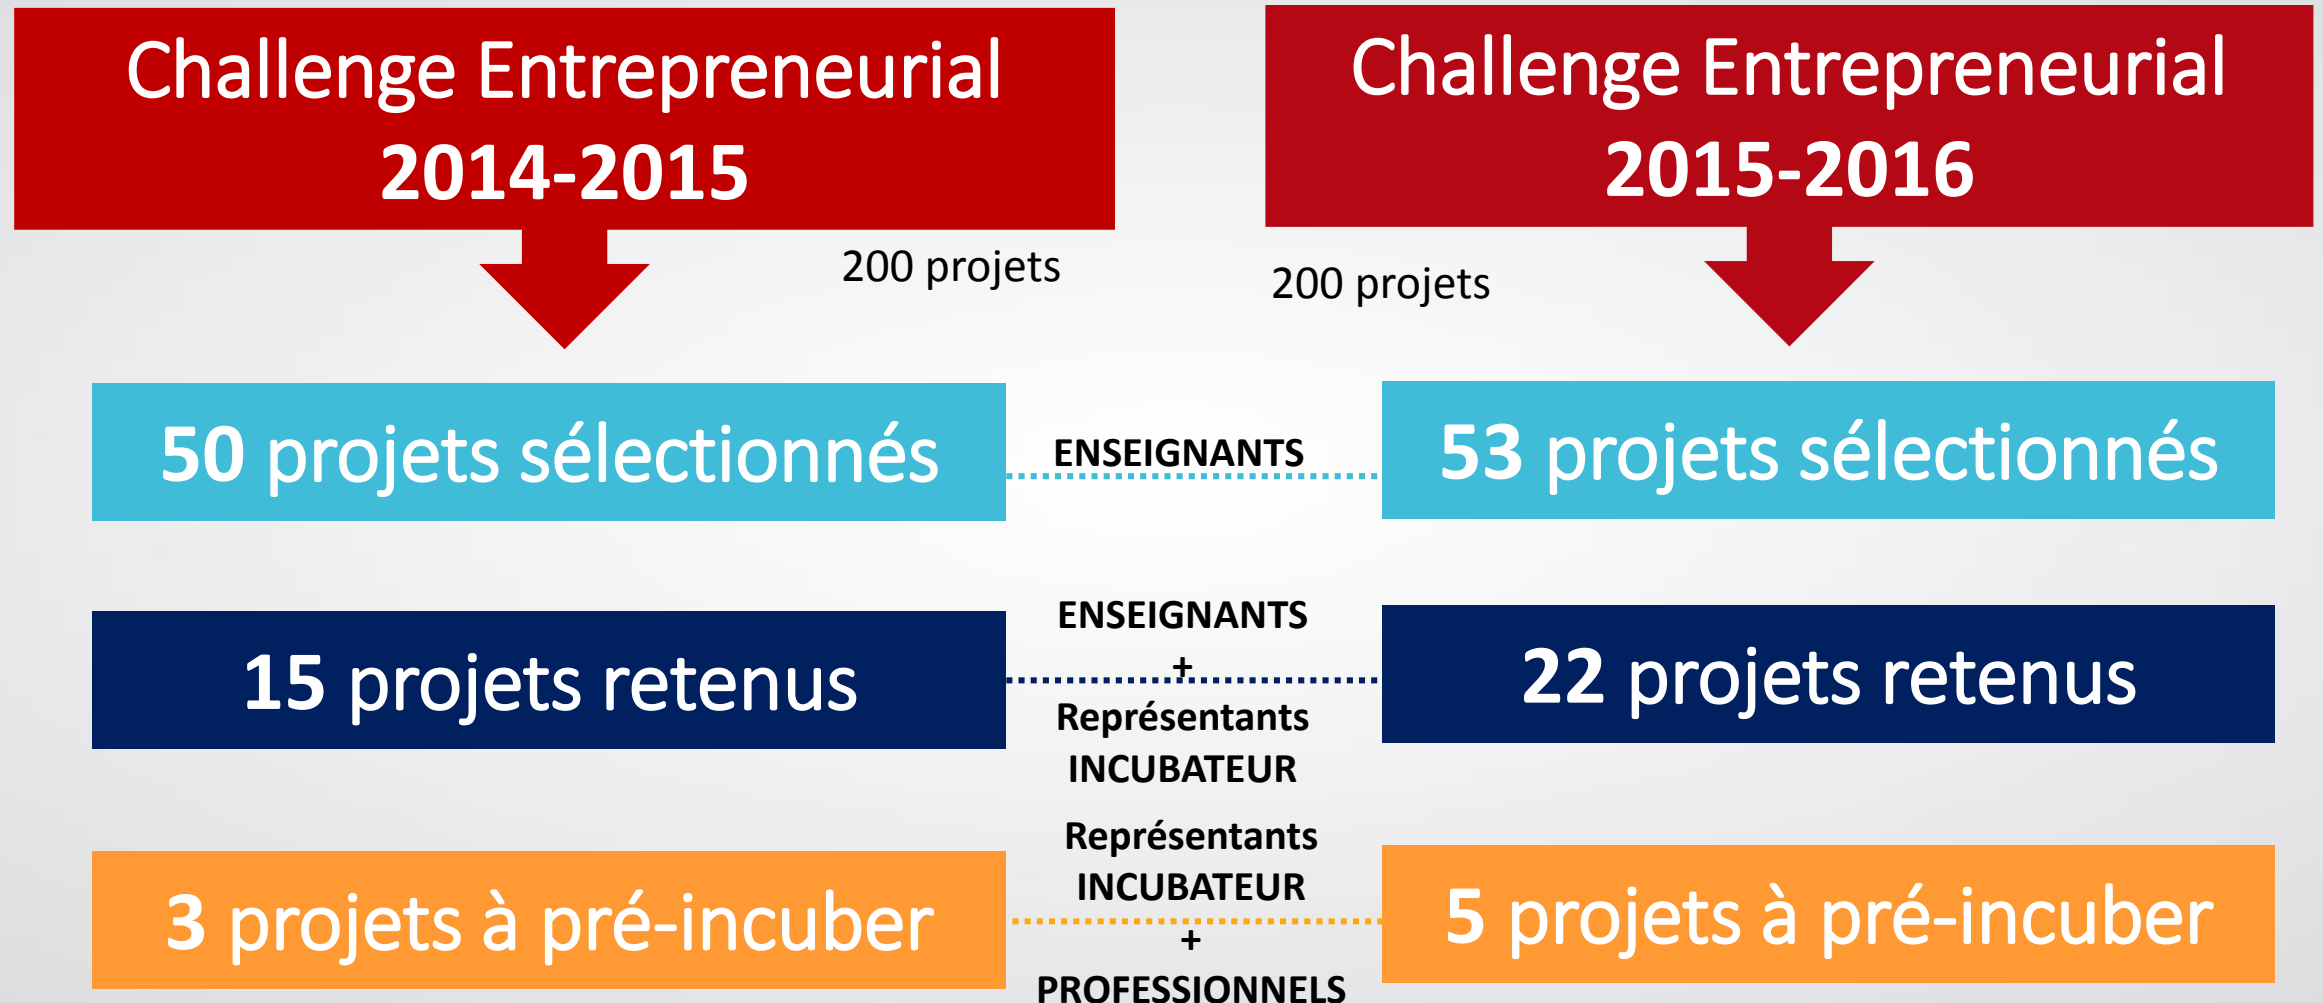 Challenge Entrepreneurial
2014-2015
Challenge Entrepreneurial
2015-2016
200 projets
200 projets
50 projets sélectionnés
ENSEIGNANTS
53 projets sélectionnés
15 projets retenus
ENSEIGNANTS
+
Représentants
INCUBATEUR
22 projets retenus
3 projets à pré-incuber
Représentants
INCUBATEUR
+
PROFESSIONNELS
5 projets à pré-incuber